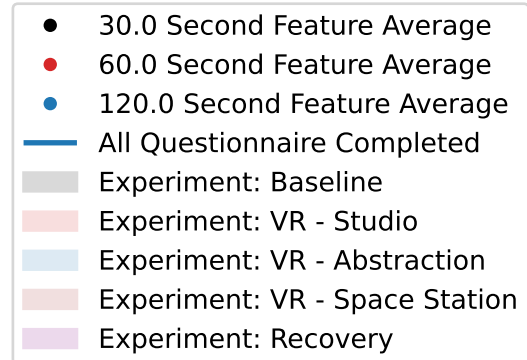 30.0 Second Feature Average
60.0 Second Feature Average
120.0 Second Feature Average
All Questionnaire Completed
Experiment: Baseline
Experiment: VR - Studio
Experiment: VR - Abstraction
Experiment: VR - Space Station
Experiment: Recovery